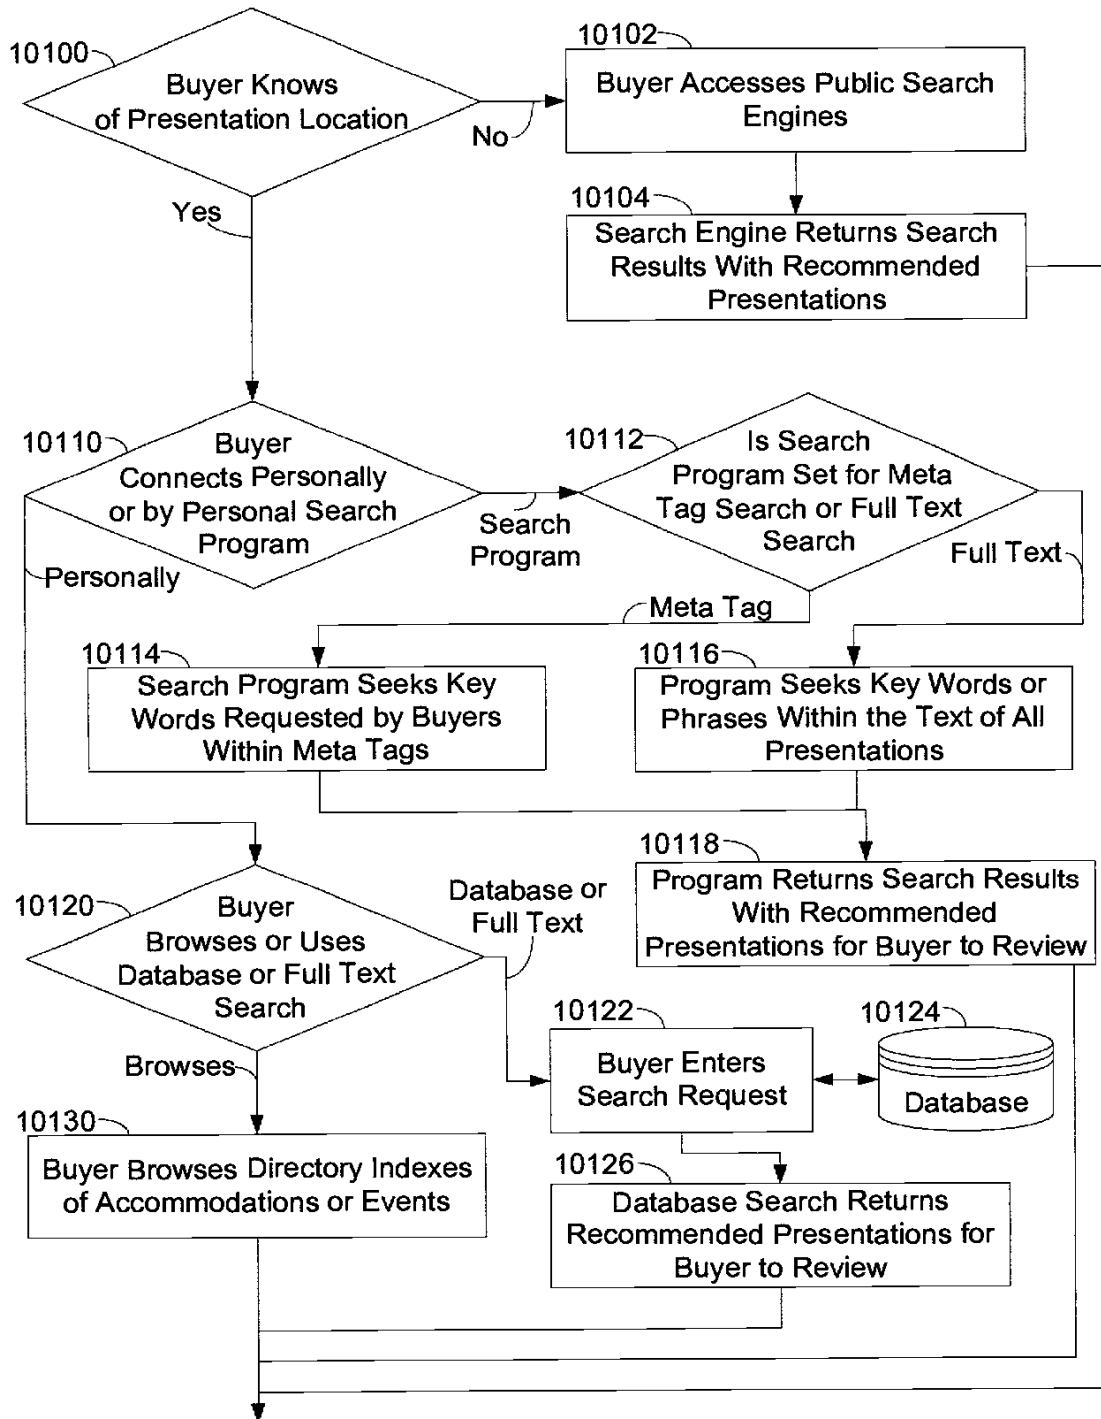 10100
Buyer Knows
of Presentation Location
No
Yes
10102
Buyer Accesses Public Search
Engines
10104
Search Engine Returns Search
Results With Recommended
Presentations
10110
Buyer
Connects Personally
or by Personal Search
Program
Search
Program
Personally
10112
Is Search
Program Set for Meta
Tag Search or Full Text
Search
Full Text
Meta Tag
10114
Search Program Seeks Key
Words Requested by Buyers
Within Meta Tags
10116
Program Seeks Key Words or
Phrases Within the Text of All
Presentations
10118
Program Returns Search Results
With Recommended
Presentations for Buyer to Review
10120
Buyer
Browses or Uses
Database or Full Text
Search
Database or
Full Text
Browses
10122
Buyer Enters
Search Request
10124
Database
10130
Buyer Browses Directory Indexes
of Accommodations or Events
10126
Database Search Returns
Recommended Presentations for
Buyer to Review